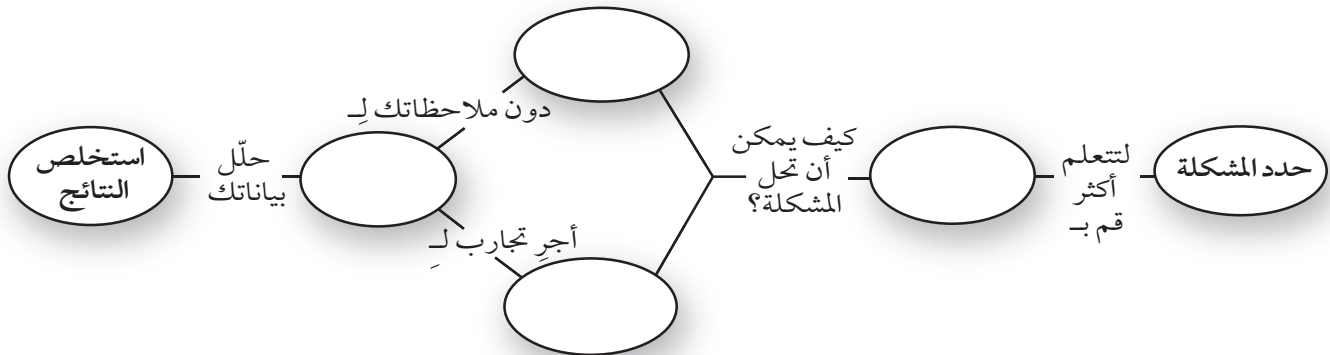 حدد المشكلة
لتتعلم
أكثر
قم بـ
كيف يمكن
أن تحل
المشكلة؟
دون ملاحظاتك لِـ
أجرِ تجارب لـِ
حلّل
بياناتك
استخلص
النتائج